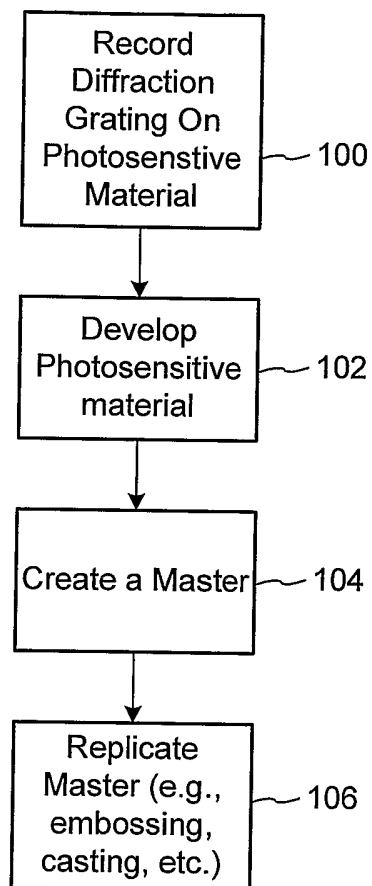 Record
Diffraction
Grating On
Photosenstive
Material
100
Develop
Photosensitive
material
102
Create a Master
104
Replicate
Master (e.g.,
embossing,
casting, etc.)
106